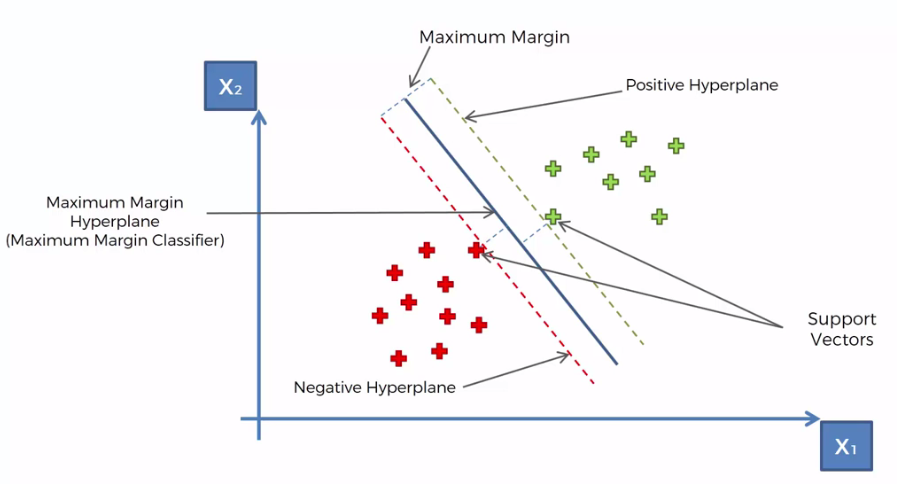 Maximum Margin
X₂
Positive Hyperplane
Maximum Margin
Hyperplane
(Maximum Margin Classifier)
Support
Vectors
Negative Hyperplane
X₁